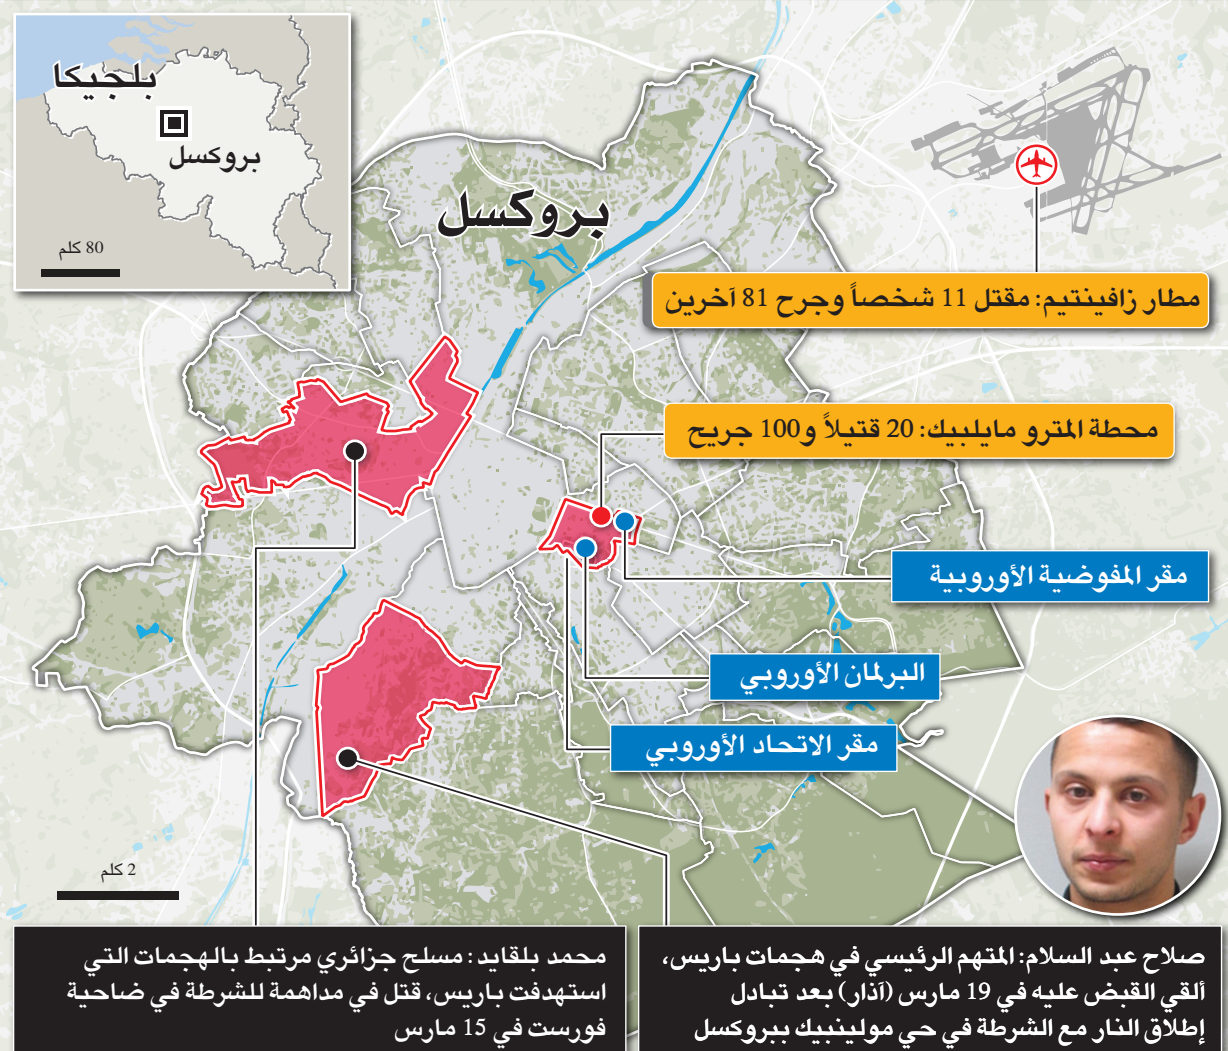 بلجيكا
بروكسل
80 كلم
بروكسل
مطار زافينتيم: مقتل 11 شخصاً وجرح 81 آخرين
محطة المترو مايلبيك: 20 قتيلاً و100 جريح
مقر المفوضية الأوروبية
البرلمان الأوروبي
مقر الاتحاد الأوروبي
2 كلم
صلاح عبد السلام: المتهم الرئيسي في هجمات باريس،
ألقي القبض عليه في 19 مارس (آذار) بعد تبادل
إطلاق النار مع الشرطة في حي مولينبيك ببروكسل
محمد بلقايد: مسلح جزائري مرتبط بالهجمات التي
استهدفت باريس، قتل في مداهمة للشرطة في ضاحية
فورست في 15 مارس